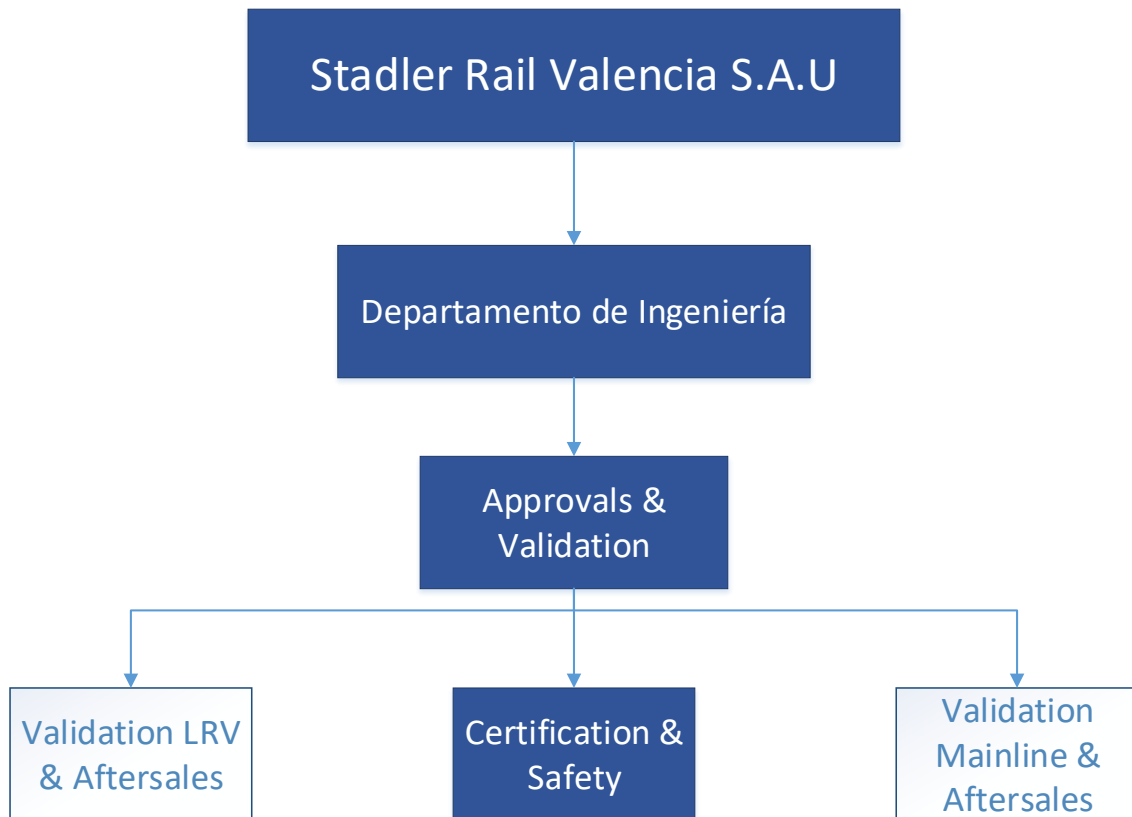 Stadler Rail Valencia S.A.U
Departamento de Ingeniería
Approvals &
Validation
Validation LRV
& Aftersales
Certification &
Safety
Validation
Mainline &
Aftersales